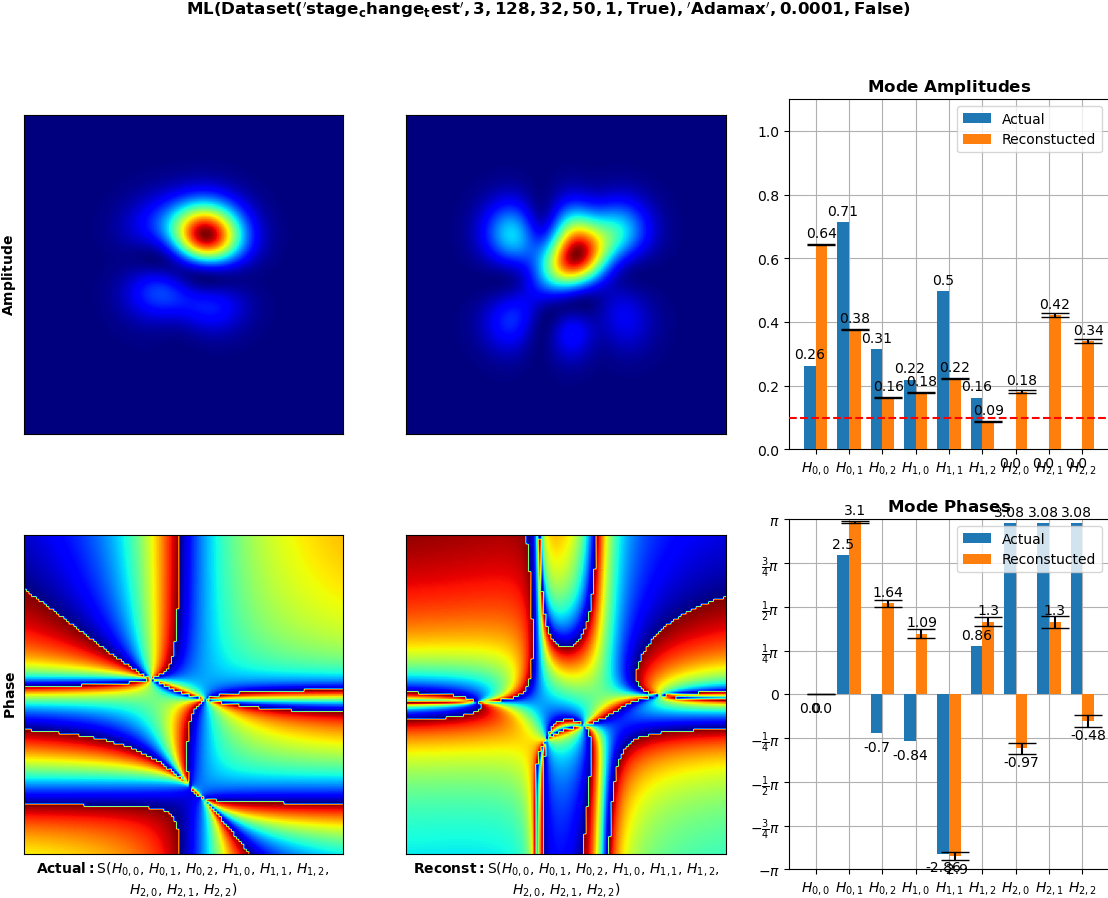 ML(Dataset('stage_change_test', 3, 128, 32, 50, 1, True), 'Adamax', 0.0001, False)
Amplitude
Mode Amplitudes
Actual
Reconstucted
1.0
0.8
0.6
0.4
0.2
0.0
0.26
0.64
0.71
0.38
0.31
0.16
0.22
0.18
0.5
0.22
0.16
0.09
0.0
0.18
0.0
0.42
0.0
0.34
H0,0 H0,1 H0,2 H1,0 H1,1 H1,2 H2,0 H2,1 H2,2
Phase
Actual: S(H0,0, H0,1, H0,2, H1,0, H1,1, H1,2,
H2,0, H2,1, H2,2)
Reconst: S(H0,0, H0,1, H0,2, H1,0, H1,1, H1,2,
H2,0, H2,1, H2,2)
Mode Phases
Actual
Reconstucted
π
3/4π
1/2π
1/4π
0
−1/4π
−1/2π
−3/4π
−π
0.0
0.0
2.5
3.1
-0.7
1.64
-0.84
1.09
-2.86
-2.9
0.86
1.3
3.08
-0.97
3.08
1.3
3.08
-0.48
H0,0 H0,1 H0,2 H1,0 H1,1 H1,2 H2,0 H2,1 H2,2